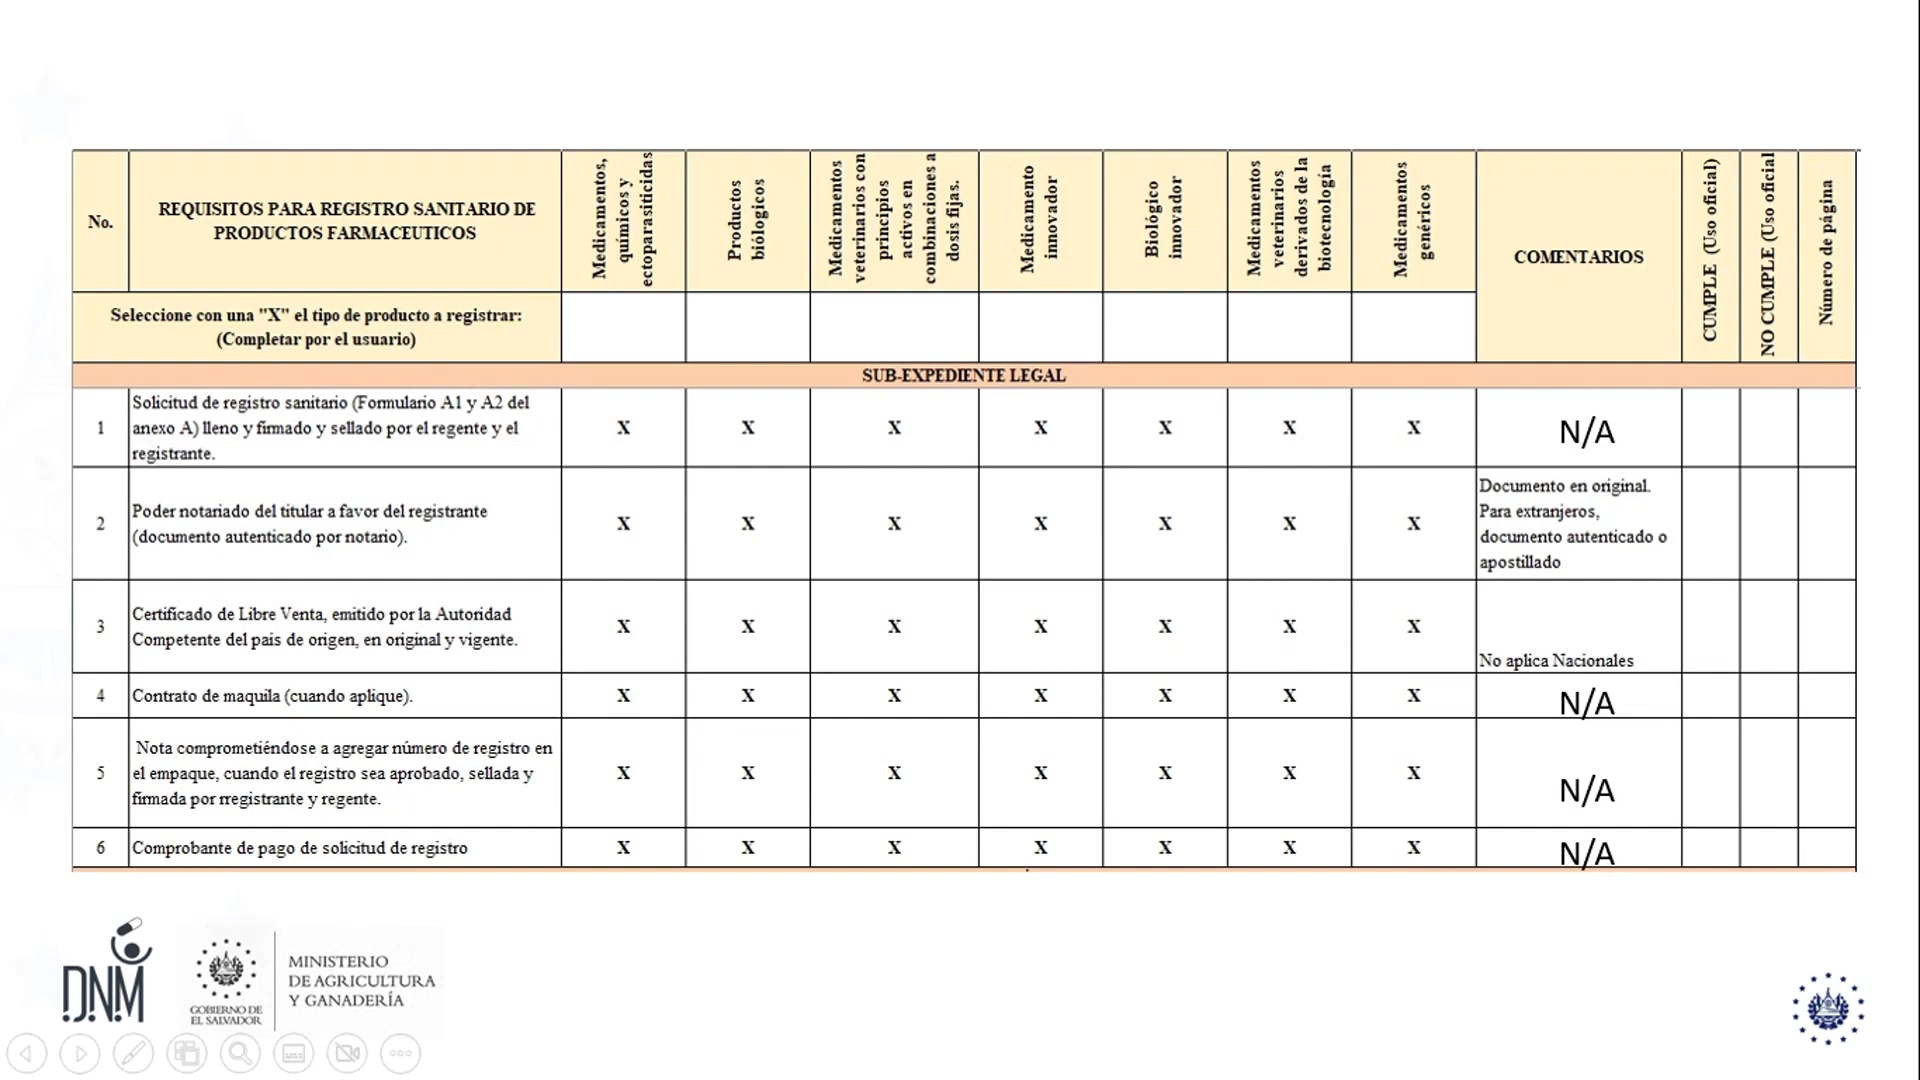 No.
REQUISITOS PARA REGISTRO SANITARIO DE
PRODUCTOS FARMACEUTICOS
Medicamentos,
químicos y
ectoparasiticidas
Productos
biólogicos
Medicamentos
veterinarios con
principios
activos en
combinaciones a
dosis fijas.
Medicamento
innovador
Biológico
innovador
Medicamentos
veterinarios
derivados de la
biotecnología
Medicamentos
genéricos
COMENTARIOS
CUMPLE (Uso oficial)
NO CUMPLE (Uso oficial
Número de página
Seleccione con una "X" el tipo de producto a registrar:
(Completar por el usuario)
SUB-EXPEDIENTE LEGAL
1
Solicitud de registro sanitario (Formulario A1 y A2 del
anexo A) lleno y firmado y sellado por el regente y el
registrante.
X X X X X X X
N/A
2
Poder notariado del titular a favor del registrante
(documento autenticado por notario).
X X X X X X X
Documento en original.
Para extranjeros,
documento autenticado o
apostillado
3
Certificado de Libre Venta, emitido por la Autoridad
Competente del país de origen, en original y vigente.
X X X X X X X
No aplica Nacionales
4 Contrato de maquila (cuando aplique). X X X X X X X N/A
5
Nota comprometiéndose a agregar número de registro en
el empaque, cuando el registro sea aprobado, sellada y
firmada por rregistrante y regente.
X X X X X X X
N/A
6 Comprobante de pago de solicitud de registro X X X X X X X N/A
D.N.M
GOBIERNO DE
EL SALVADOR
MINISTERIO
DE AGRICULTURA
Y GANADERÍA